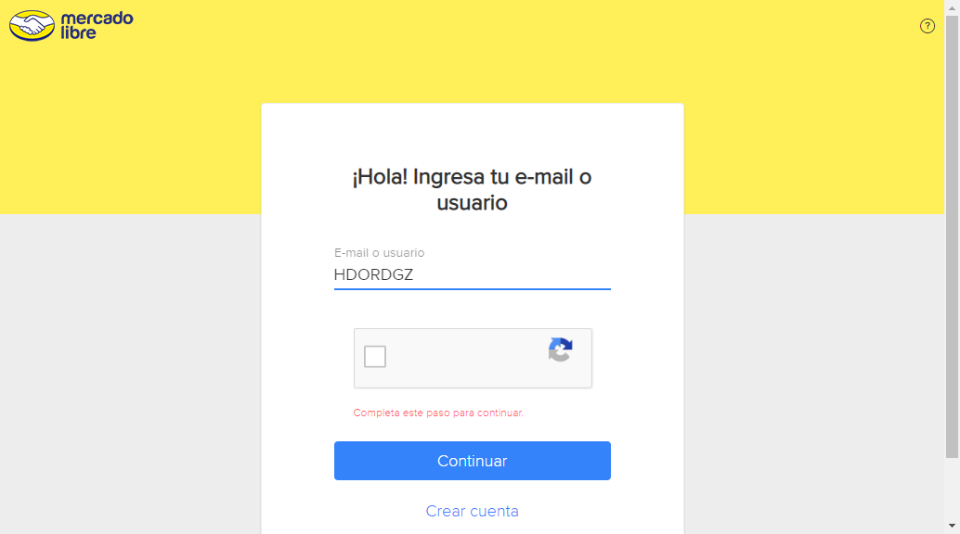 mercado
libre
?
¡Hola! Ingresa tu e-mail o
usuario
E-mail o usuario
HDORDGZ
Completa este paso para continuar.
Continuar
Crear cuenta